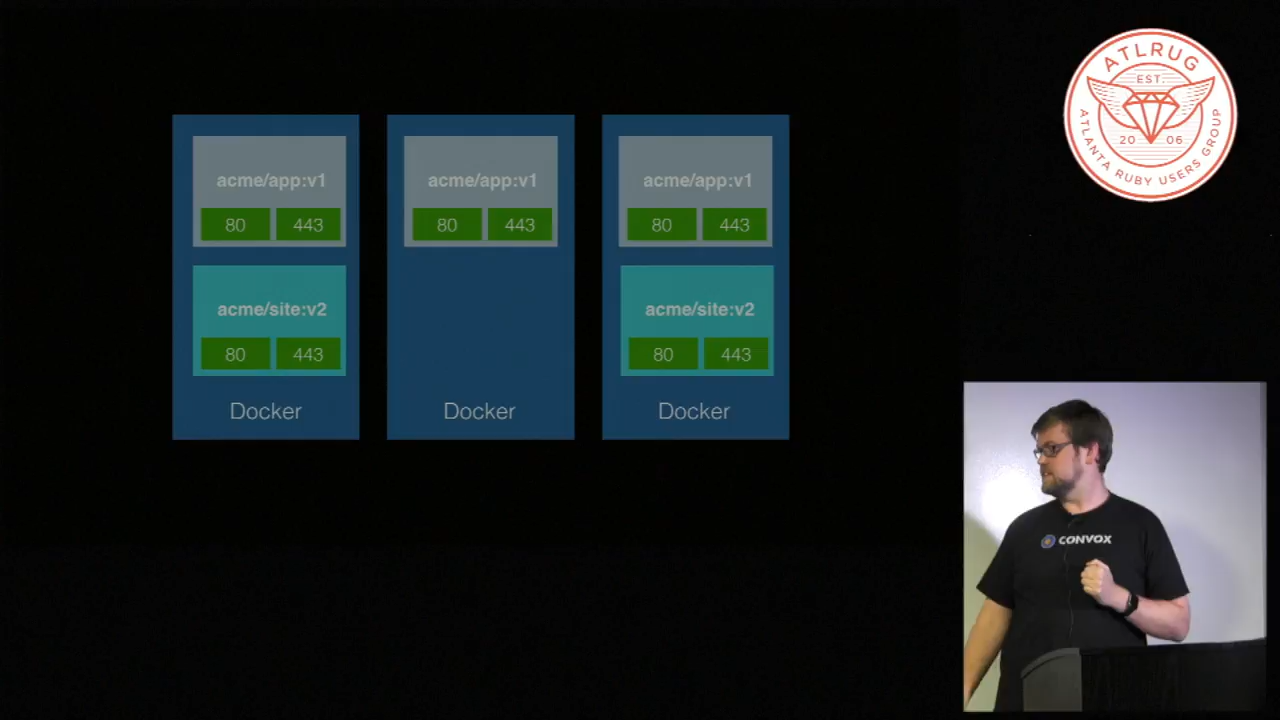 acme/app:v1
80 443
acme/site:v2
80 443
Docker
acme/app:v1
80 443
Docker
acme/app:v1
80 443
acme/site:v2
80 443
Docker
ATLRUG
EST.
20 06
ATLANTA RUBY USERS GROUP
CONVOX